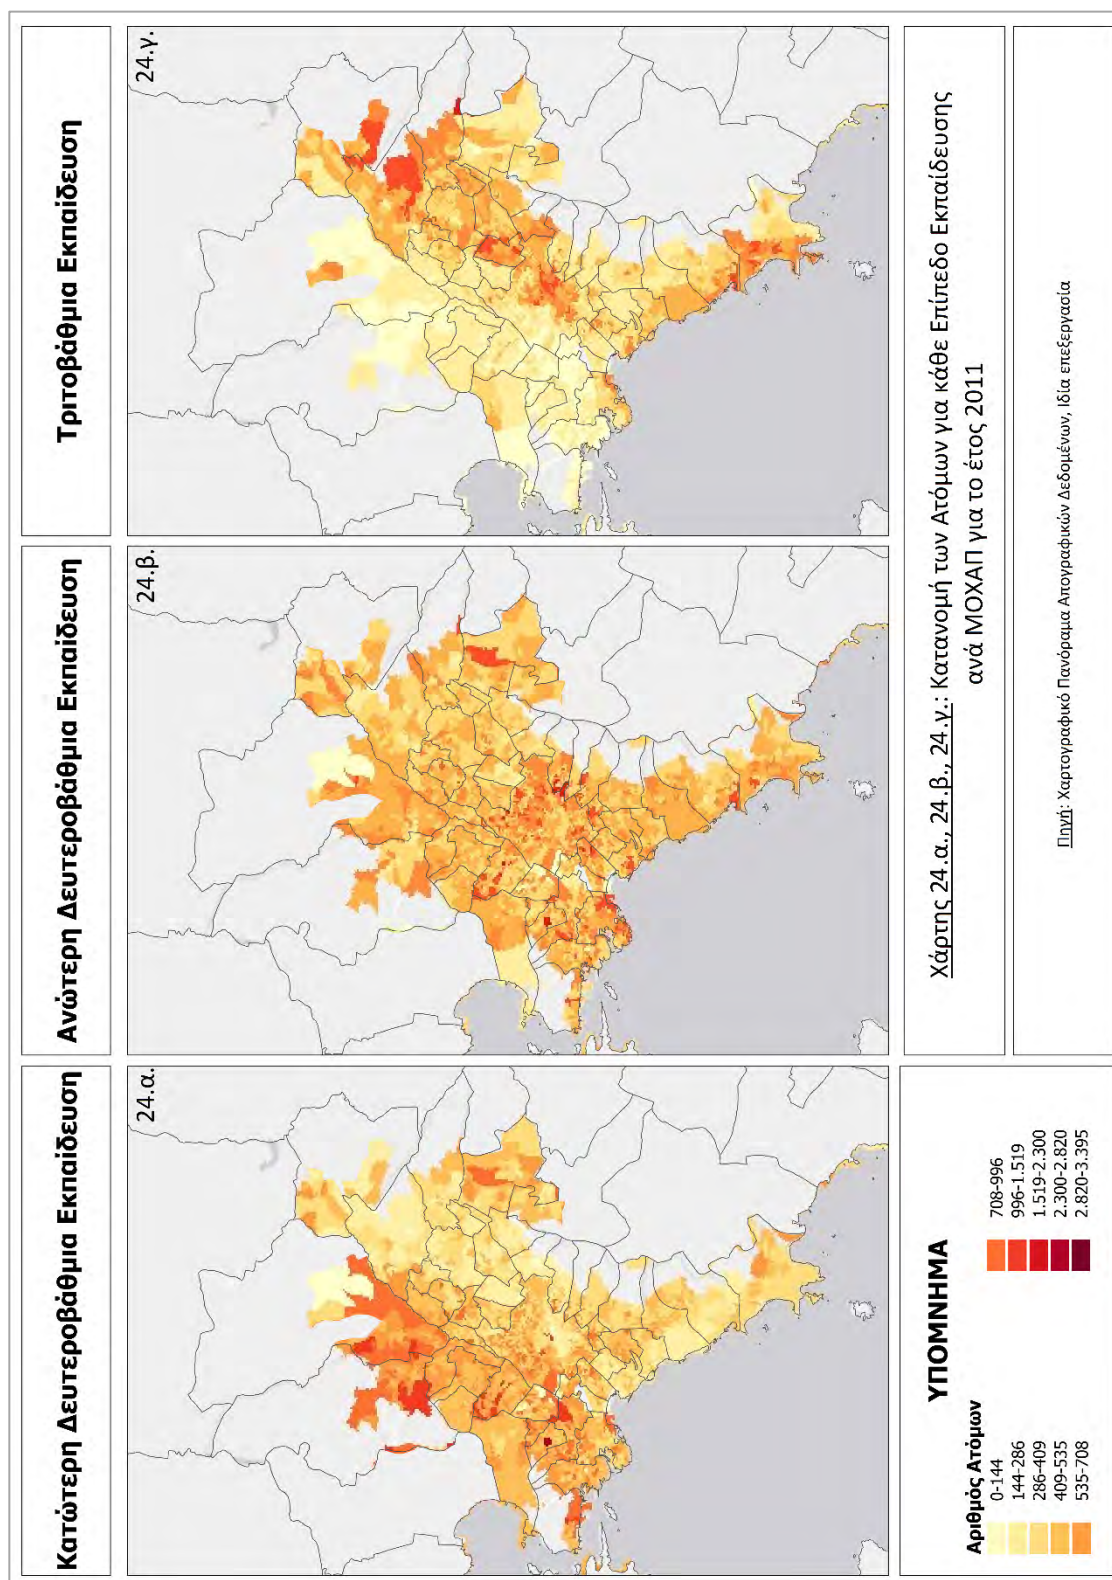 Κατώτερη Δευτεροβάθμια Εκπαίδευση
Ανώτερη Δευτεροβάθμια Εκπαίδευση
Τριτοβάθμια Εκπαίδευση
24.α.
24.β.
24.γ.
ΥΠΟΜΝΗΜΑ
Αριθμός Ατόμων
0-144
144-286
286-409
409-535
535-708
708-996
996-1.519
1.519-2.300
2.300-2.820
2.820-3.395
Χάρτης 24.α., 24.β., 24.γ.: Κατανομή των Ατόμων για κάθε Επίπεδο Εκπαίδευσης
ανά ΜΟΧΑΠ για το έτος 2011
Πηγή: Χαρτογραφικό Πανόραμα Απογραφικών Δεδομένων, Ιδία επεξεργασία